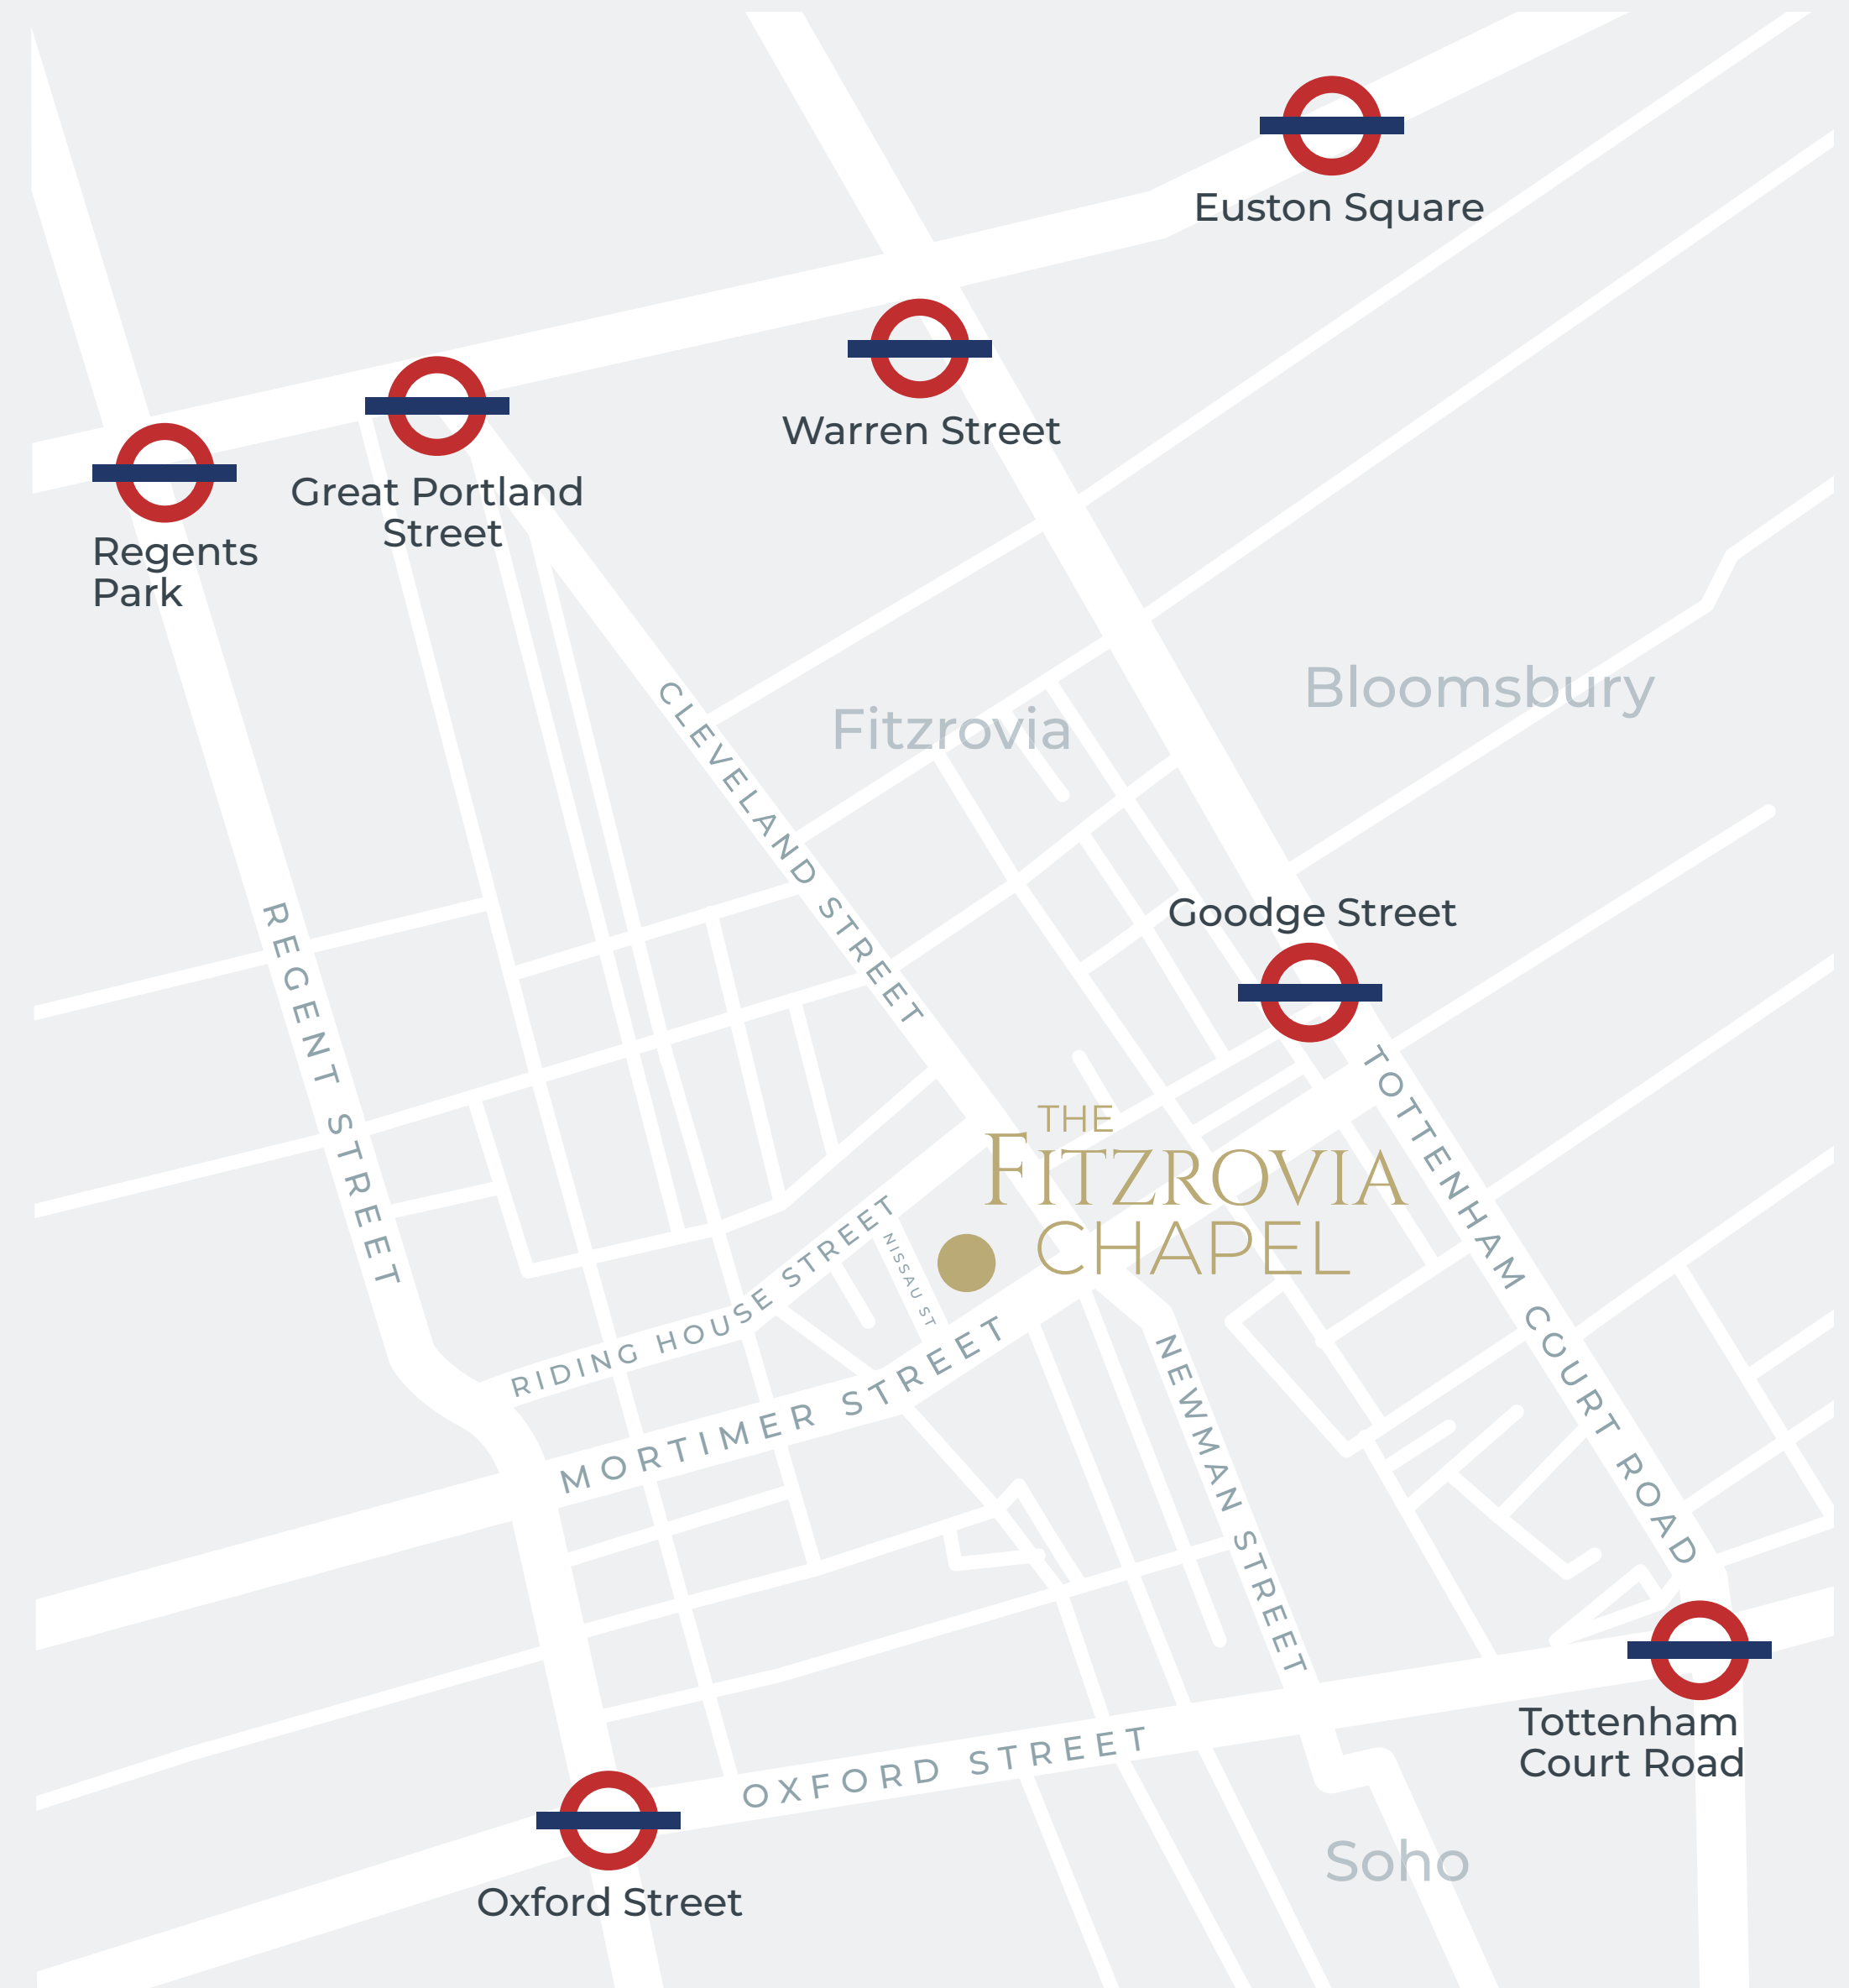 Euston Square
Warren Street
Great Portland
Street
Regents
Park
Bloomsbury
Fitzrovia
CLEVELAND STREET
Goodge Street
REGENT STREET
TOTTENHAM COURT ROAD
THE
FITZROVIA
CHAPEL
RIDING HOUSE STREET
NISSAU ST
MORTIMER STREET
NEWMAN STREET
Tottenham
Court Road
OXFORD STREET
Soho
Oxford Street